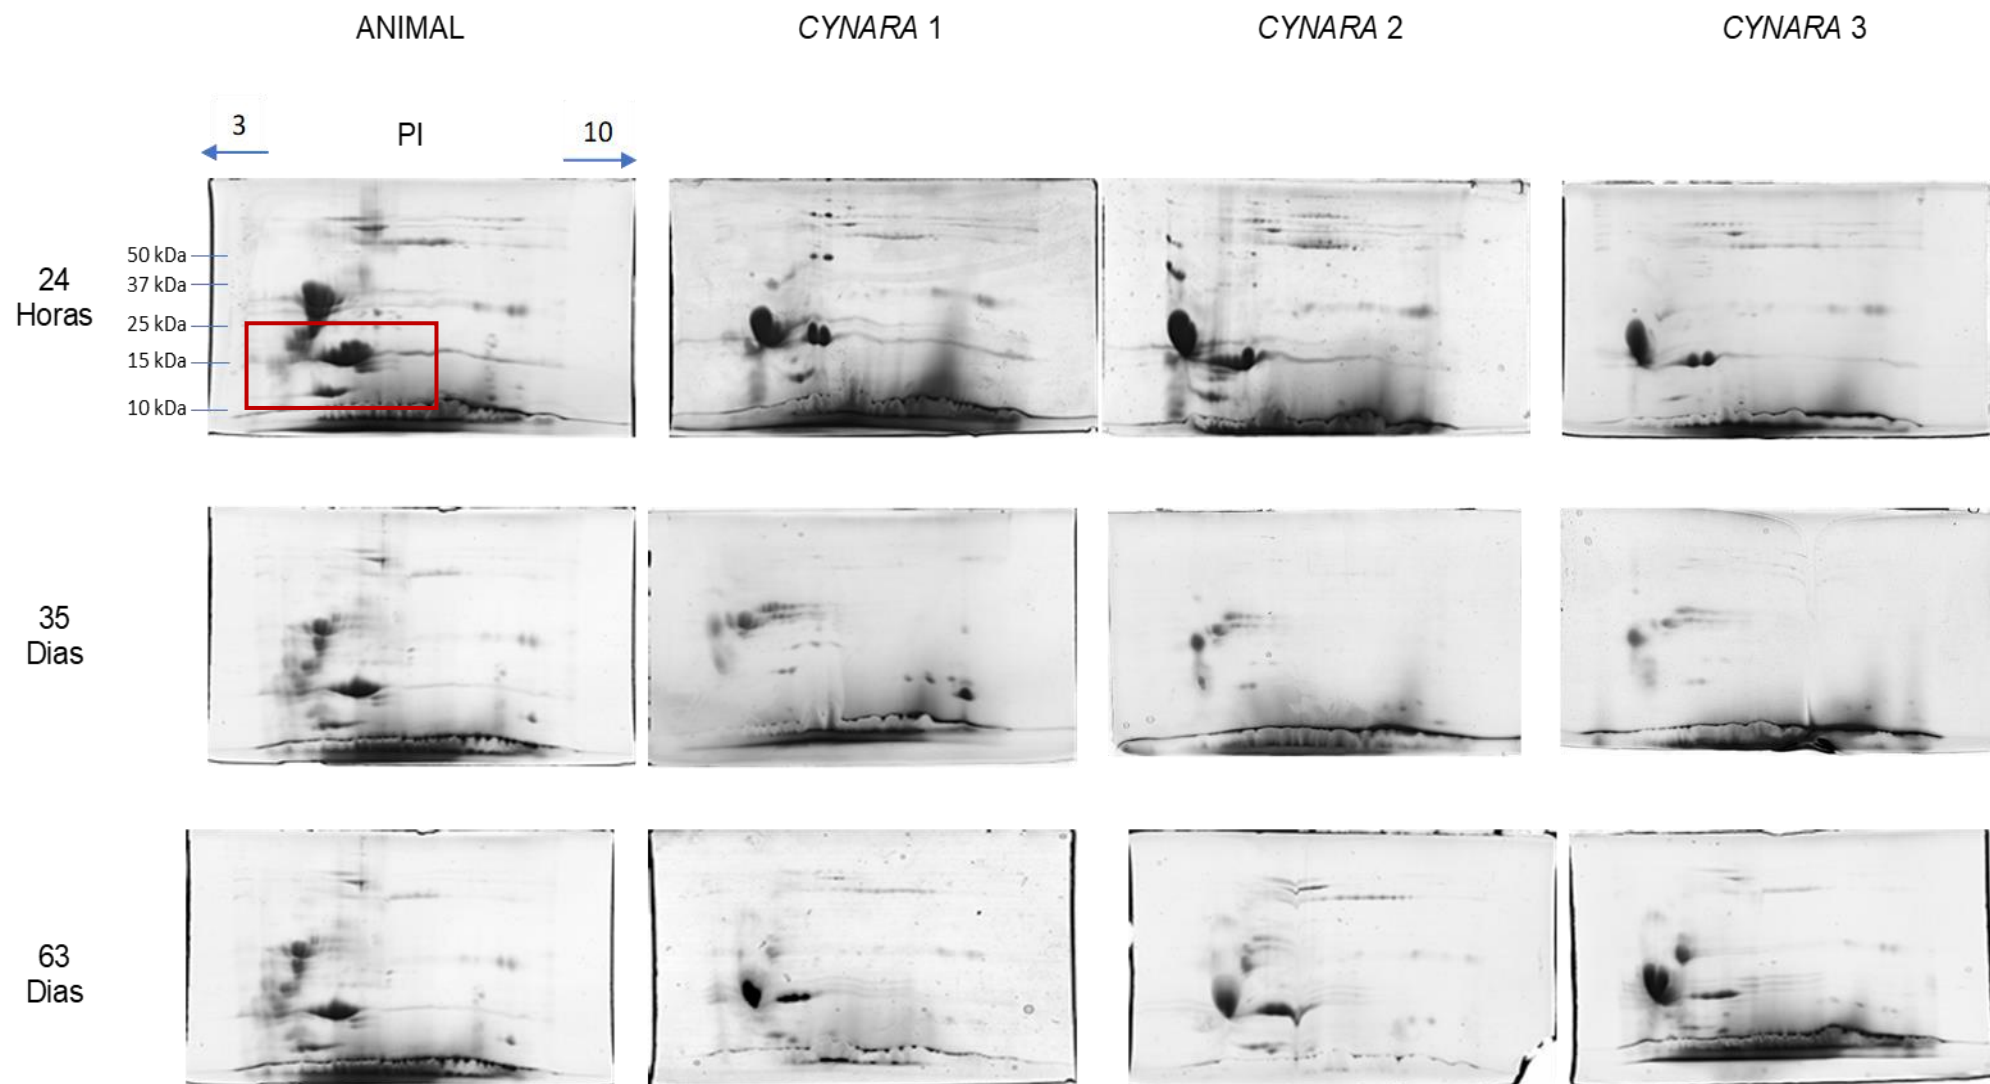 ANIMAL
CYNARA 1
CYNARA 2
CYNARA 3
3
PI
10
50 kDa
37 kDa
25 kDa
15 kDa
10 kDa
24
Horas
35
Dias
63
Dias